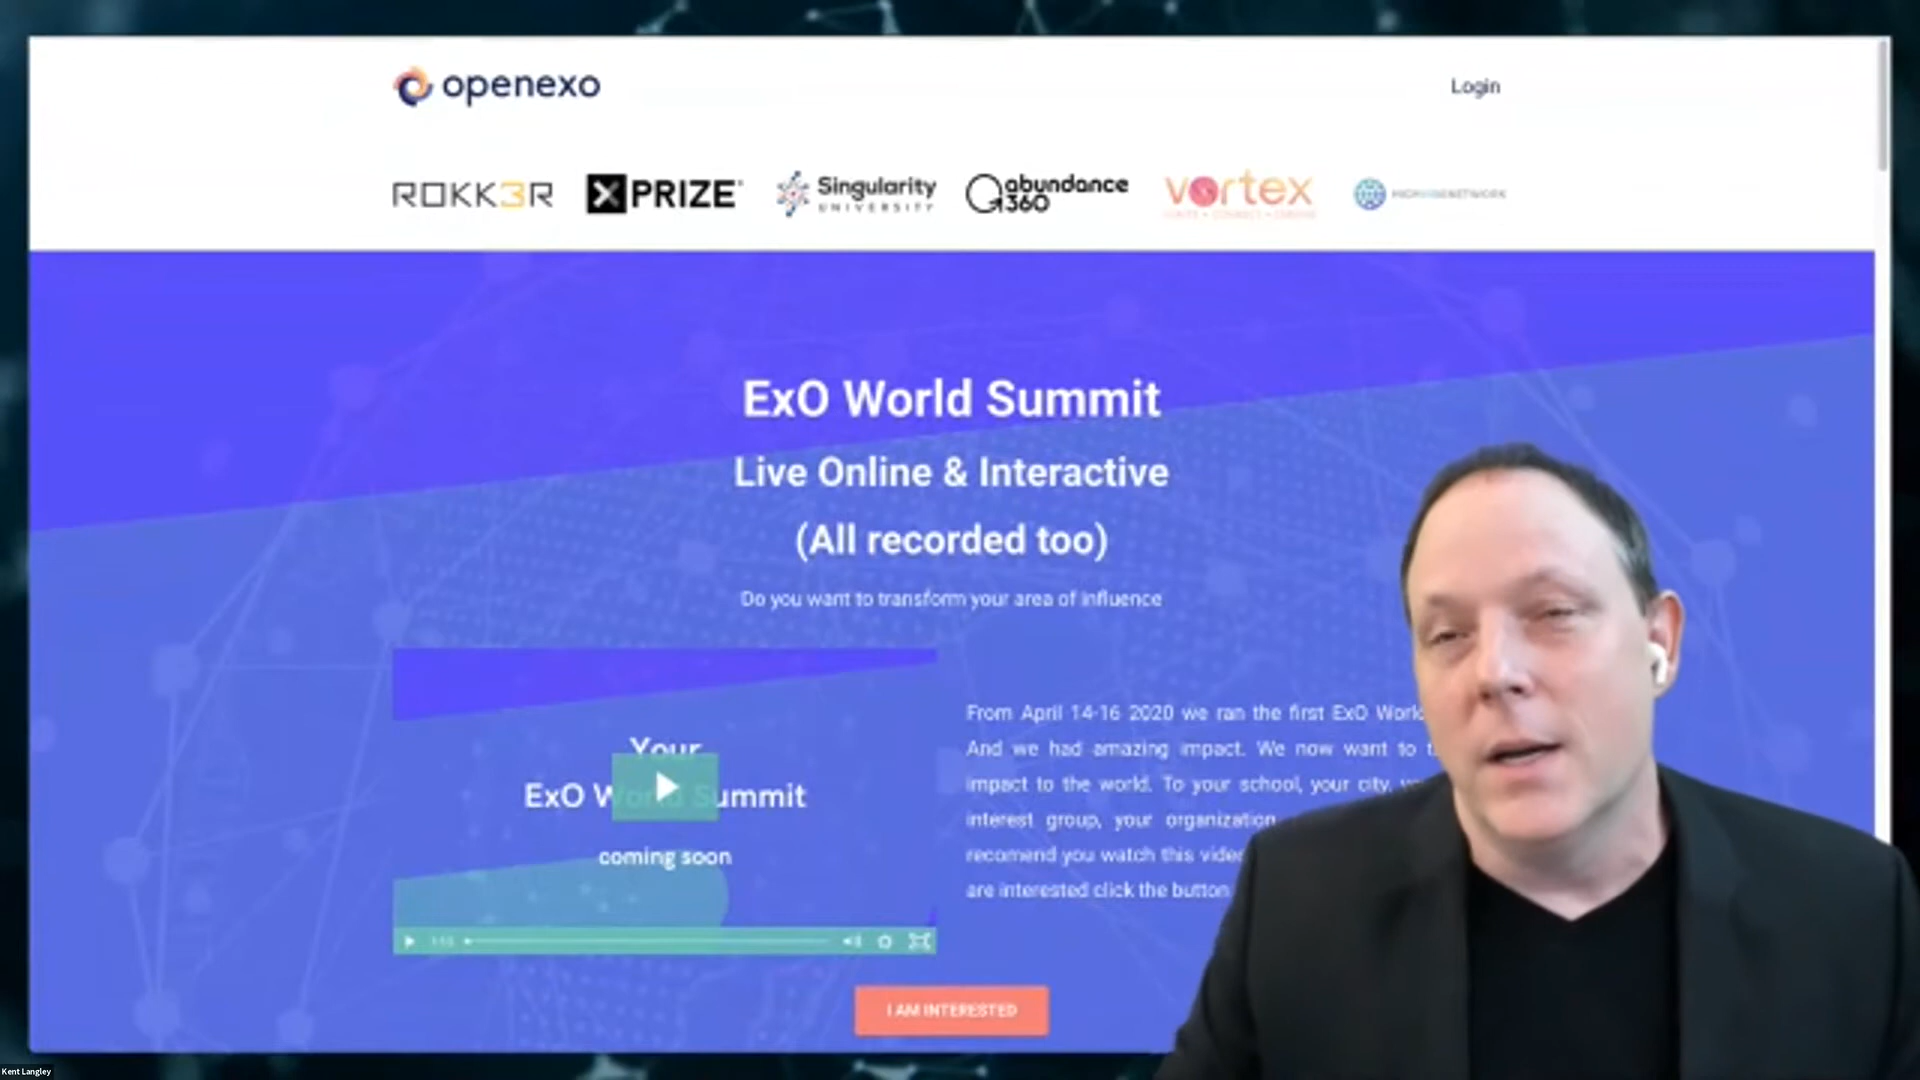 openexo
Login
ROKK3R
XPRIZE
Singularity
UNIVERSITY
abundance
360
vortex
ExO World Summit
Live Online & Interactive
(All recorded too)
Do you want to transform your area of influence
Your
ExO World Summit
coming soon
From April 14-16 2020 we ran the first ExO World
And we had amazing impact. We now want to
impact to the world. To your school, your city,
interest group, your organization
recomend you watch this video
are interested click the button
I AM INTERESTED
Kent Langley